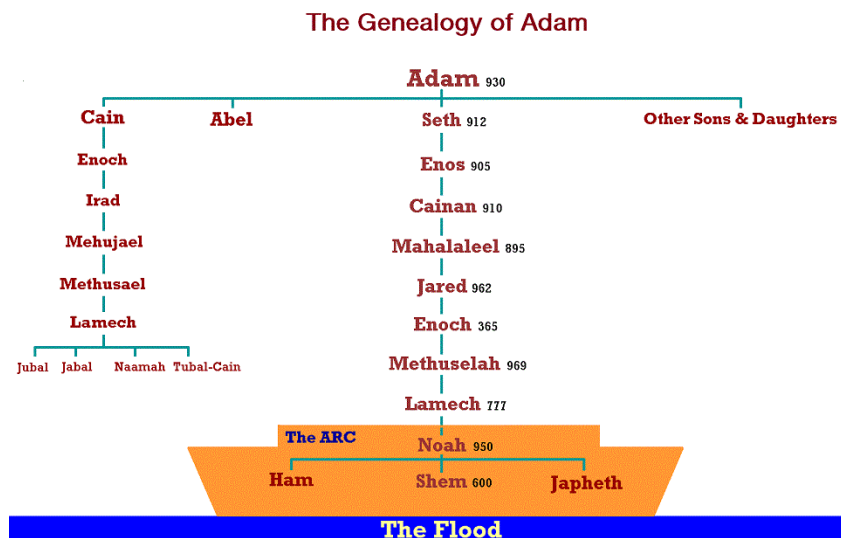 The Genealogy of Adam
Adam 930
Cain Abel Seth 912 Other Sons & Daughters
Enoch Enos 905
Irad Cainan 910
Mehujael Mahalaleel 895
Methusael Jared 962
Lamech Enoch 365
Jubal Jabal Naamah Tubal-Cain Methuselah 969
Lamech 777
The ARC Noah 950
Ham Shem 600 Japheth
The Flood